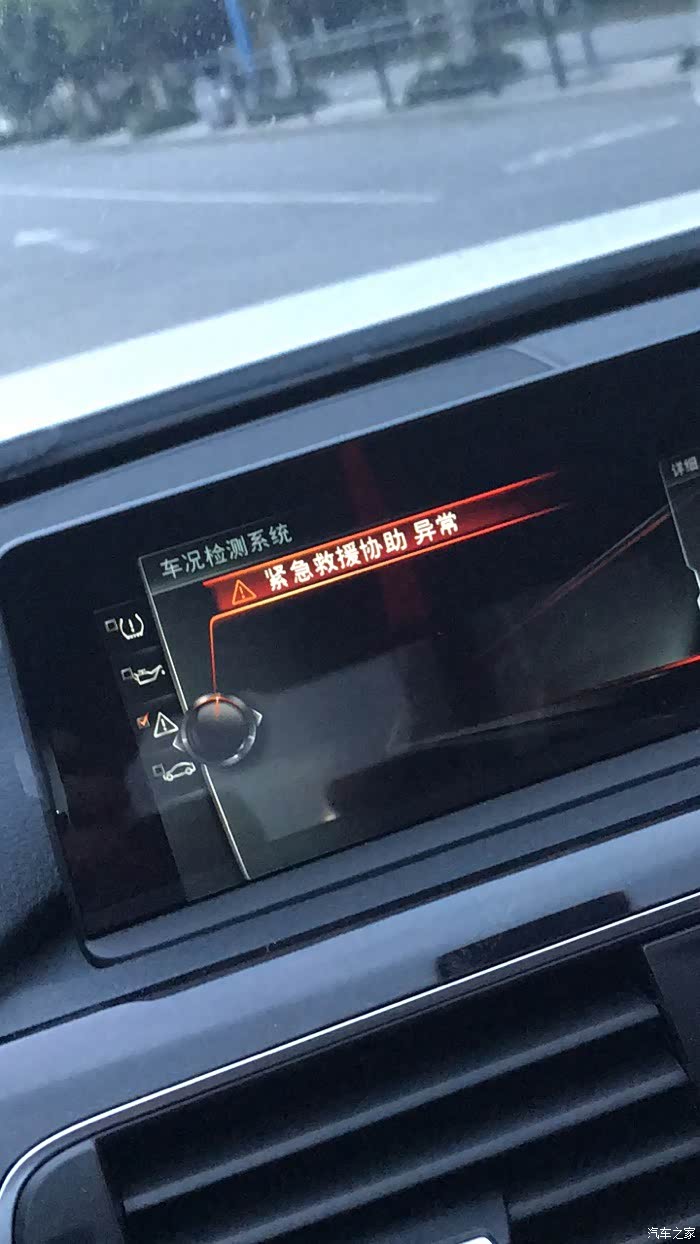 详细
车况检测系统
紧急救援协助 异常
汽车之家